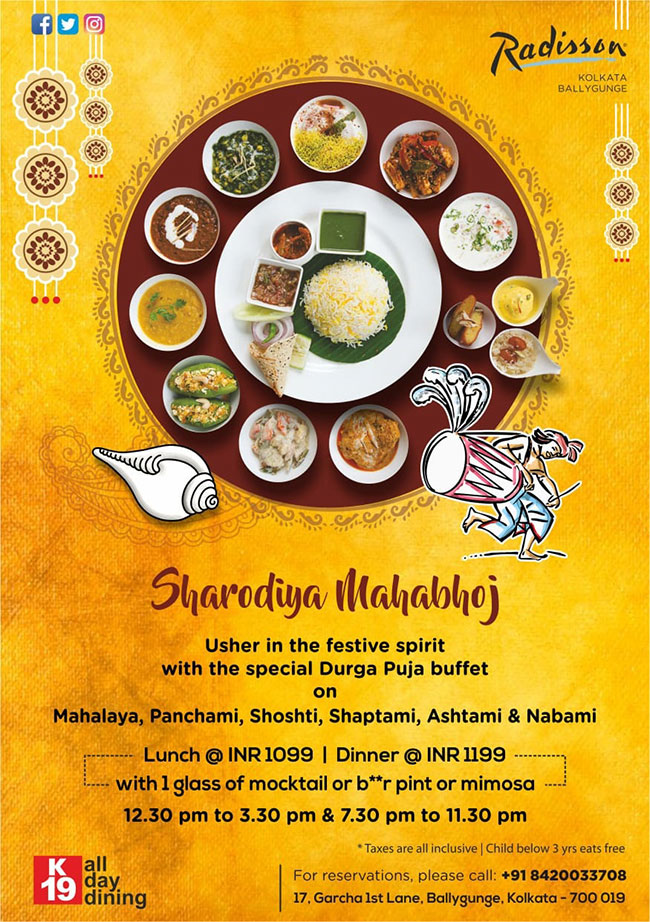 Radisson
KOLKATA
BALLYGUNGE
Sharodiya Mahabhoj
Usher in the festive spirit
with the special Durga Puja buffet
on
Mahalaya, Panchami, Shoshti, Shaptami, Ashtami & Nabami
Lunch @ INR 1099 | Dinner @ INR 1199
with 1 glass of mocktail or b**r pint or mimosa
12.30 pm to 3.30 pm & 7.30 pm to 11.30 pm
* Taxes are all inclusive | Child below 3 yrs eats free
K
19
all
day
dining
For reservations, please call: +91 8420033708
17, Garcha 1st Lane, Ballygunge, Kolkata - 700 019